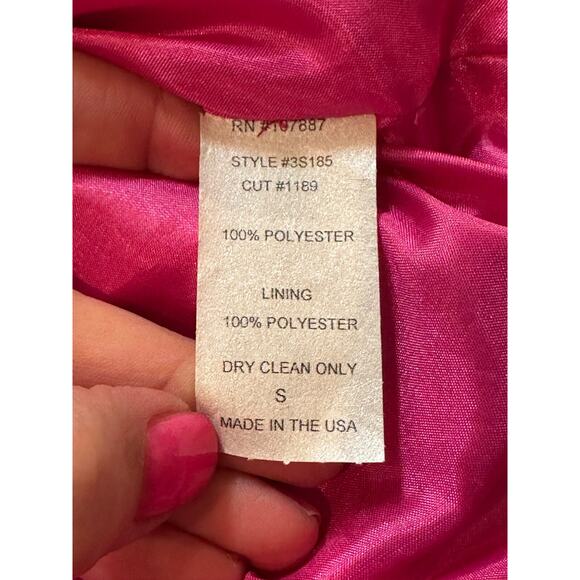 RN #107887
STYLE #3S185
CUT #1189
100% POLYESTER
LINING
100% POLYESTER
DRY CLEAN ONLY
S
MADE IN THE USA